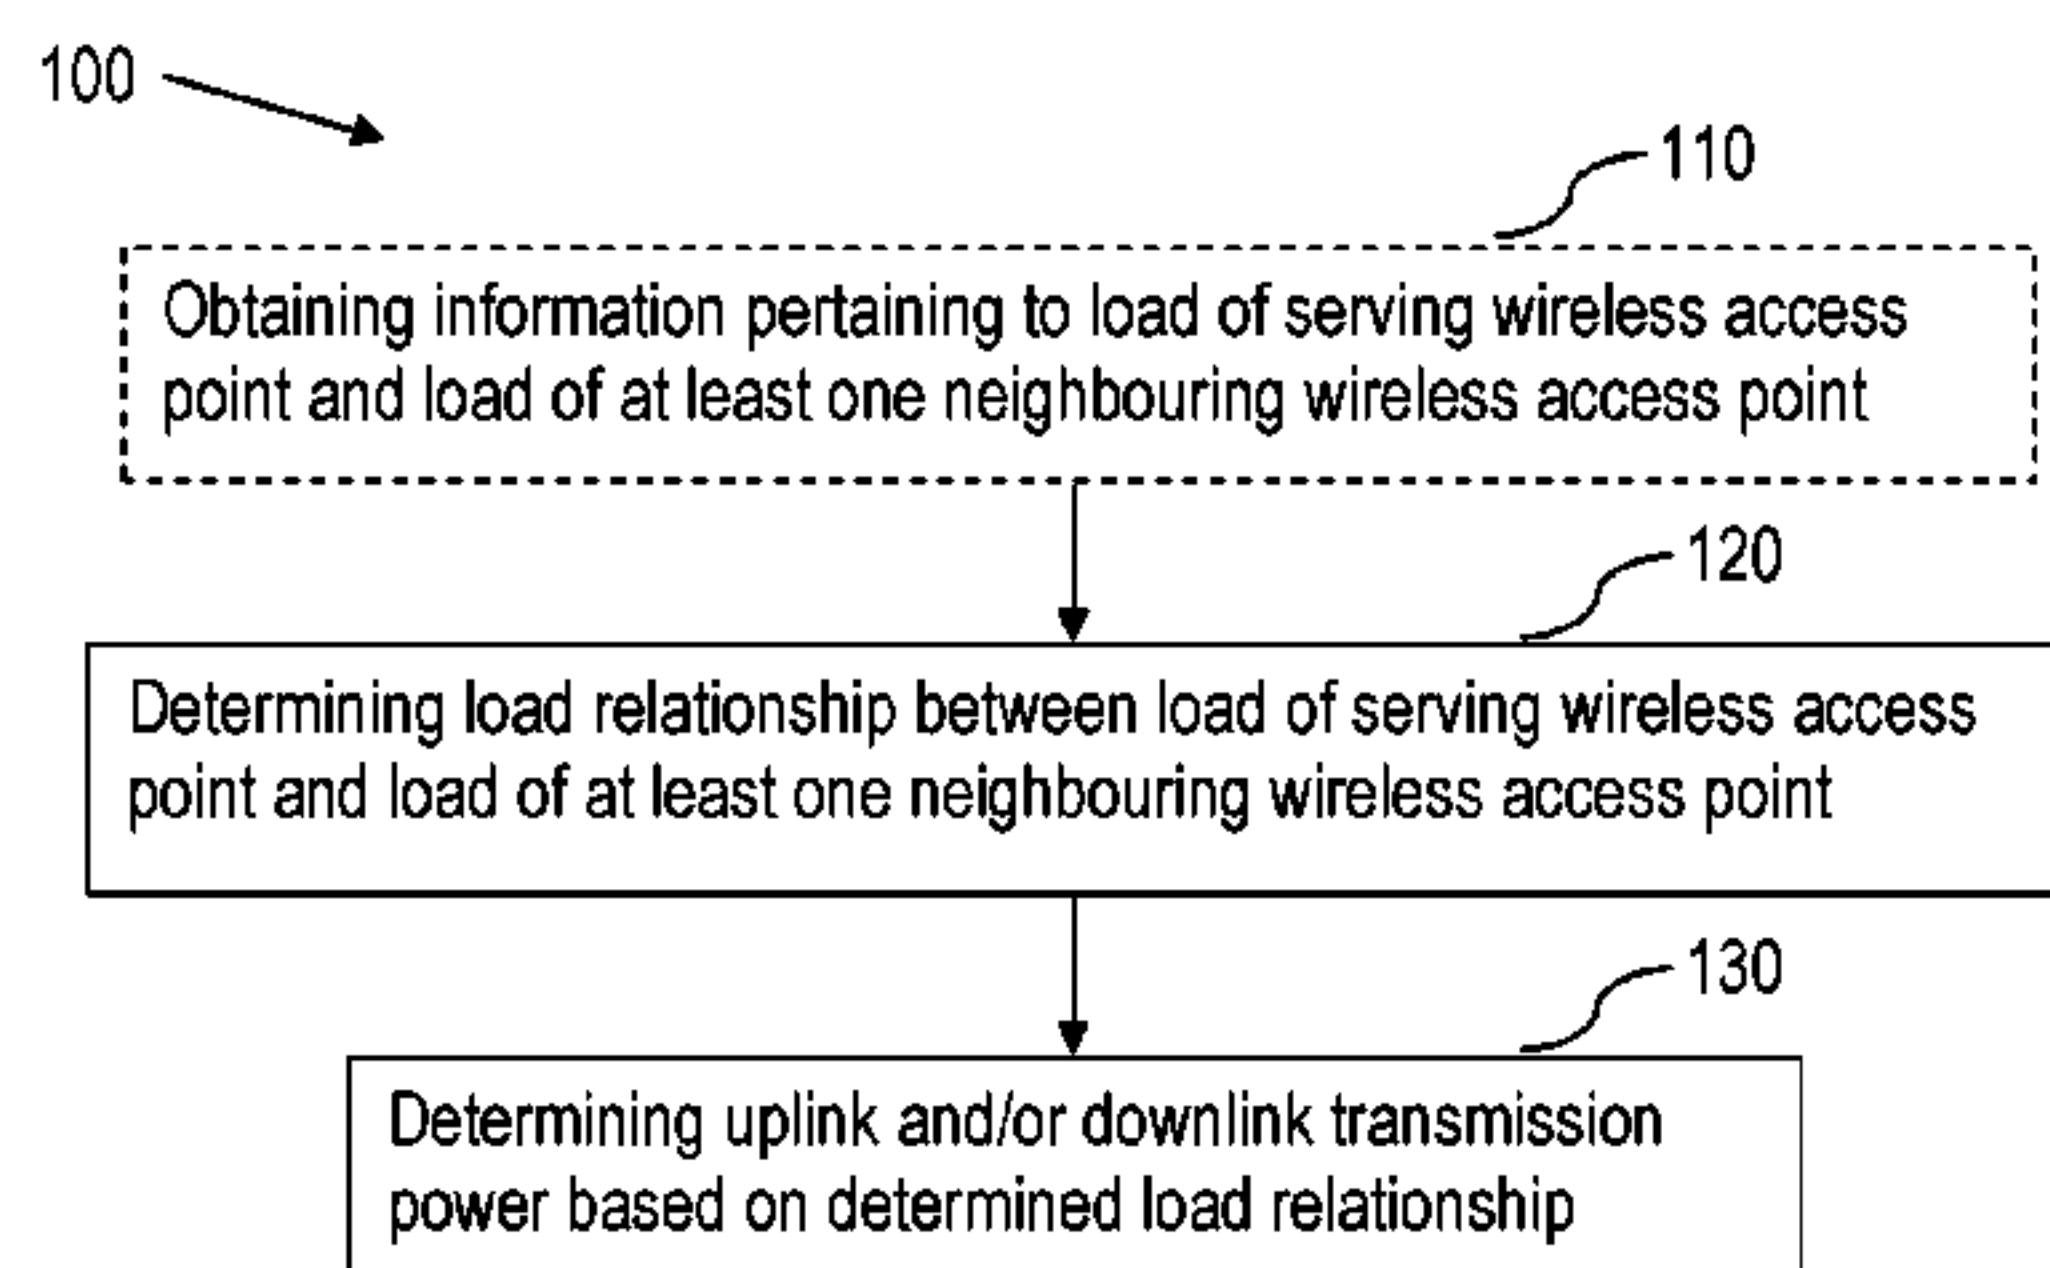 100
110
Obtaining information pertaining to load of serving wireless access
point and load of at least one neighbouring wireless access point
120
Determining load relationship between load of serving wireless access
point and load of at least one neighbouring wireless access point
130
Determining uplink and/or downlink transmission
power based on determined load relationship